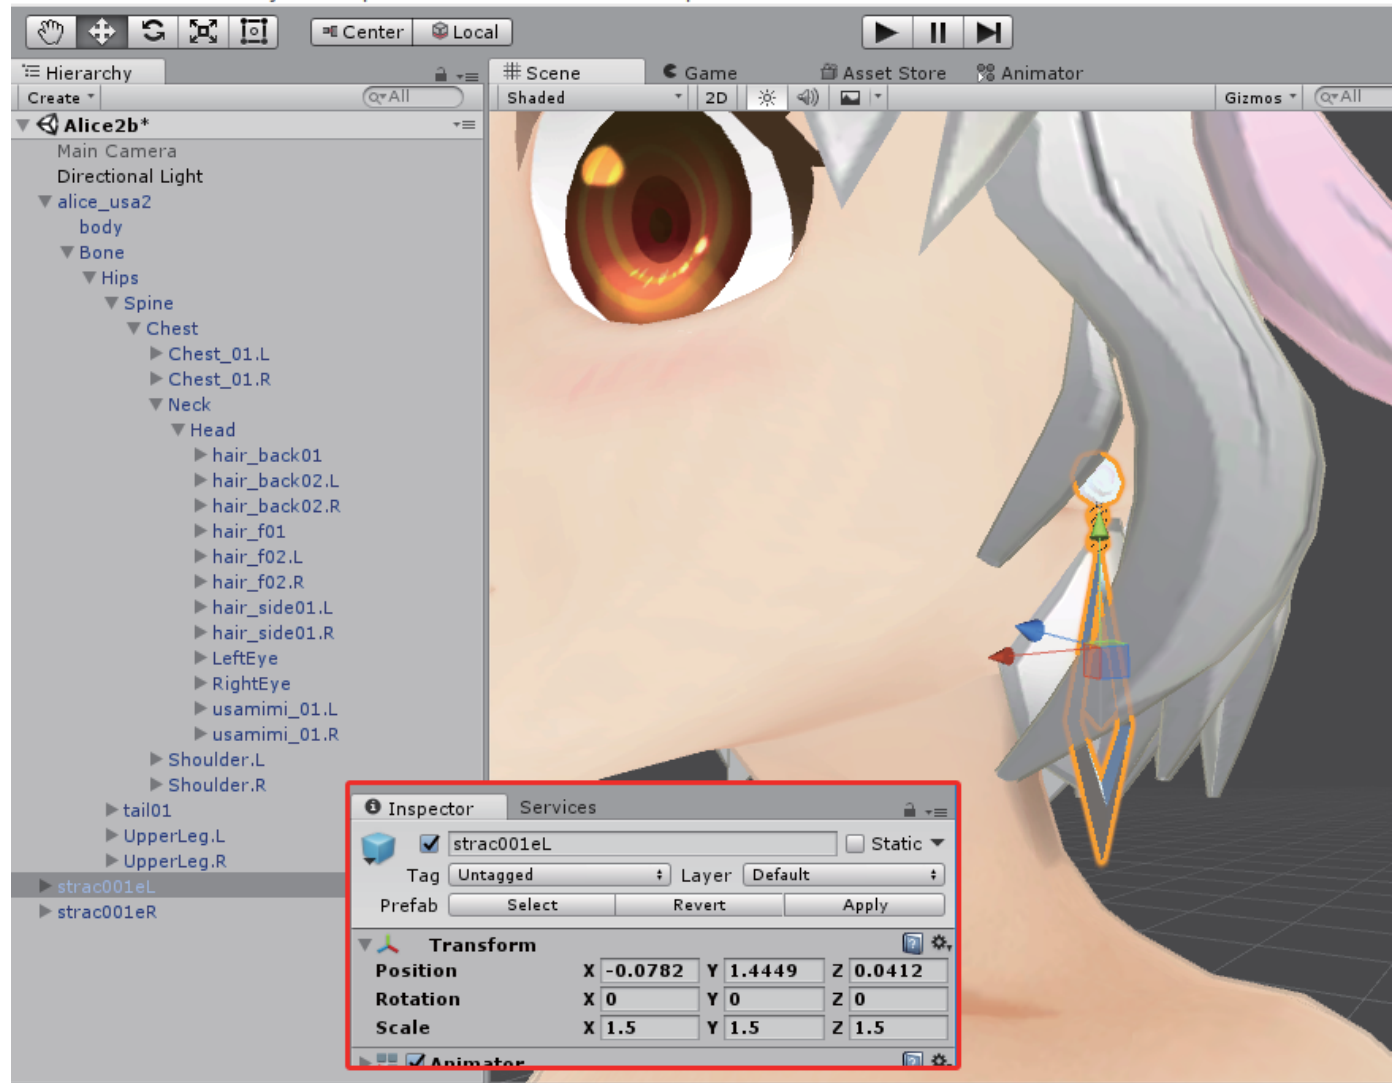 Center Local
Hierarchy
Create All
Alice2b*
Main Camera
Directional Light
alice_usa2
body
Bone
Hips
Spine
Chest
Chest_01.L
Chest_01.R
Neck
Head
hair_back01
hair_back02.L
hair_back02.R
hair_f01
hair_f02.L
hair_f02.R
hair_side01.L
hair_side01.R
LeftEye
RightEye
usamimi_01.L
usamimi_01.R
Shoulder.L
Shoulder.R
tail01
UpperLeg.L
UpperLeg.R
strac001eL
strac001eR
Scene Game Asset Store Animator
Shaded 2D Gizmos All
Inspector Services
strac001eL Static
Tag Untagged Layer Default
Prefab Select Revert Apply
Transform
Position X -0.0782 Y 1.4449 Z 0.0412
Rotation X 0 Y 0 Z 0
Scale X 1.5 Y 1.5 Z 1.5
Animator